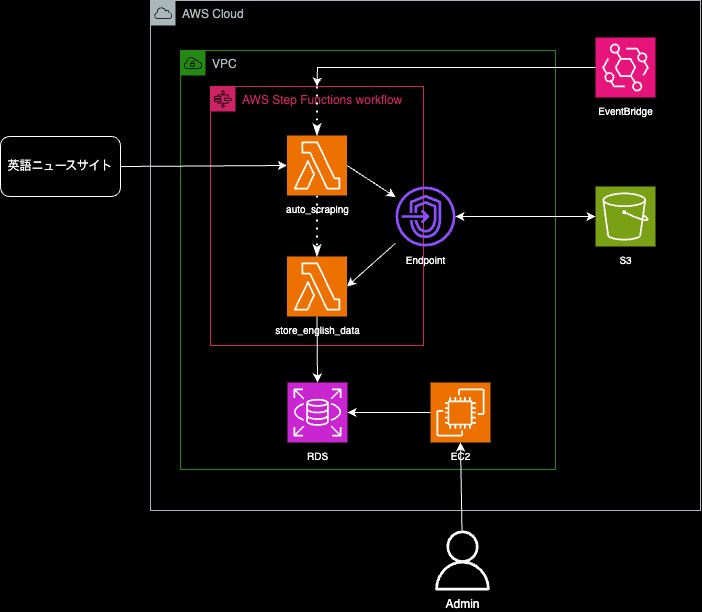 AWS Cloud
VPC
AWS Step Functions workflow
EventBridge
英語ニュースサイト
auto_scraping
Endpoint
S3
store_english_data
RDS
EC2
Admin